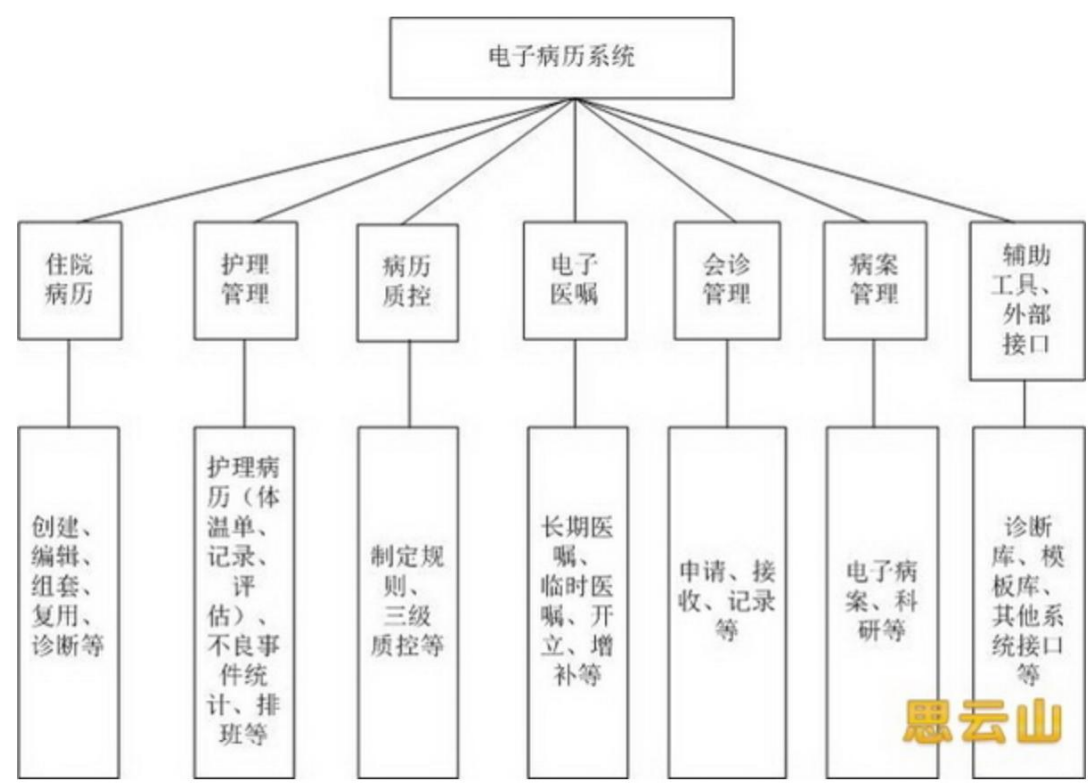 电子病历系统
住院
病历
护理
管理
病历
质控
电子
医嘱
会诊
管理
病案
管理
辅助
工具、
外部
接口
创建、
编辑、
组套、
复用、
诊断等
护理病
历（体
温单、
记录、
评
估）、
不良事
件统
计、排
班等
制定规
则、
三级
质控等
长期医
嘱、
临时医
嘱、开
立、增
补等
申请、接
收、记录
等
电子病
案、科
研等
诊断
库、模
板库、
其他系
统接口
等
思云山